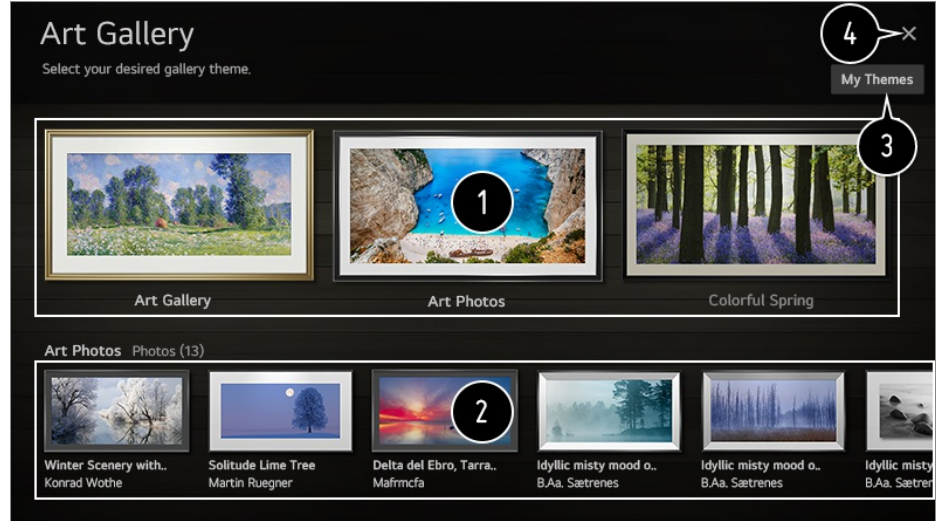 Art Gallery
4
Select your desired gallery theme.
My Themes
3
1
Art Gallery
Art Photos
Colorful Spring
Art Photos Photos (13)
2
Winter Scenery with..
Solitude Lime Tree
Delta del Ebro, Tarra..
Idyllic misty mood o..
Idyllic misty mood o..
Idyllic misty
Konrad Wothe
Martin Ruegner
Mafrmcfa
B.Aa. Sætrenes
B.Aa. Sætrenes
B.Aa. Sætren